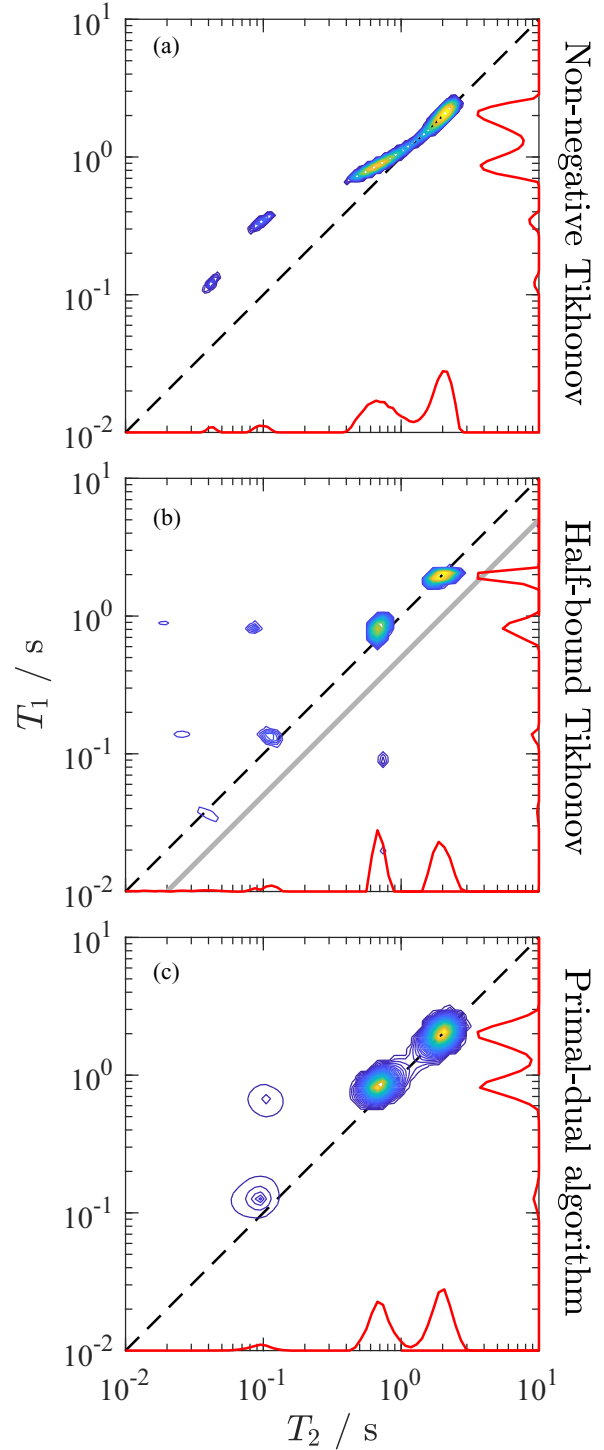 (a)
10^1
10^0
10^-1
10^-2
Non-negative Tikhonov
(b)
10^1
10^0
10^-1
10^-2
T_1 / s
Half-bound Tikhonov
(c)
10^1
10^0
10^-1
10^-2
Primal-dual algorithm
10^-2 10^-1 10^0 10^1
T_2 / s